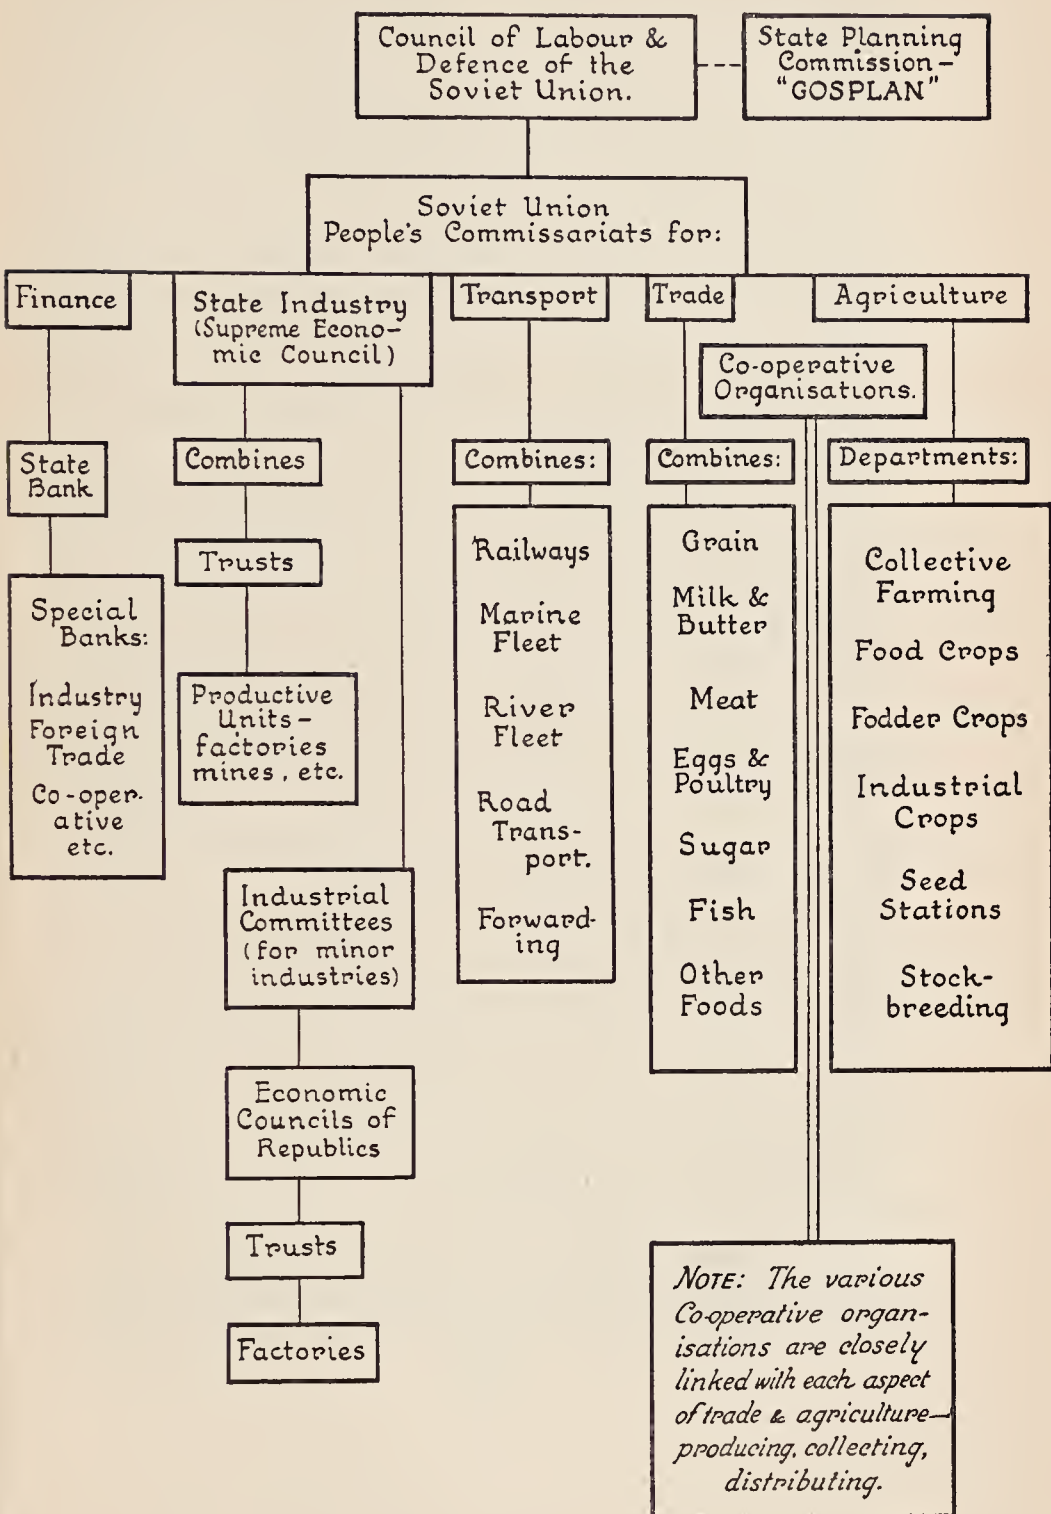 Council of Labour &
Defence of the
Soviet Union.
State Planning
Commission –
"GOSPLAN"
Soviet Union
People's Commissariats for:
Finance
State Industry
(Supreme Econo-
mic Council)
Transport
Trade
Agriculture
Co-operative
Organisations.
State
Bank
Combines
Combines:
Combines:
Departments:
Trusts
Special
Banks:
Industry
Foreign
Trade
Co-oper-
ative
etc.
Productive
Units –
factories
mines, etc.
Railways
Marine
Fleet
River
Fleet
Road
Trans-
port.
Forward-
ing
Grain
Milk &
Butter
Meat
Eggs &
Poultry
Sugar
Fish
Other
Foods
Collective
Farming
Food Crops
Fodder Crops
Industrial
Crops
Seed
Stations
Stock-
breeding
Industrial
Committees
(for minor
industries)
Economic
Councils of
Republics
Trusts
Factories
NOTE: The various
Co-operative organ-
isations are closely
linked with each aspect
of trade & agriculture—
producing, collecting,
distributing.